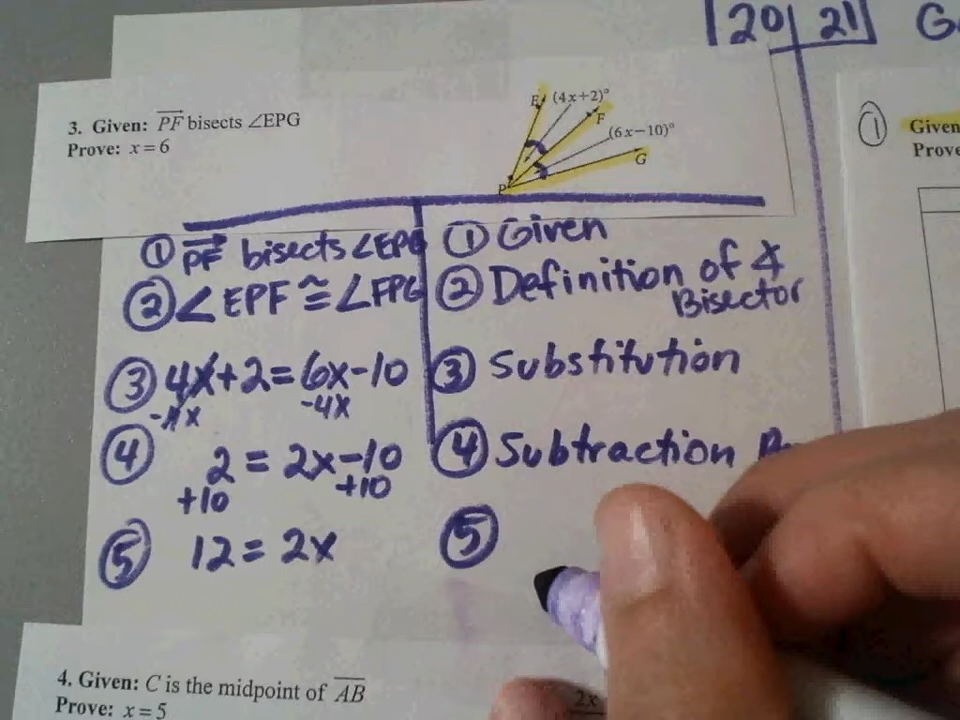 20 21 G
3. Given: PF bisects ∠EPG
Prove: x = 6
E (4x+2)°
F
(6x−10)°
G
P
① Given
Prove
① PF bisects ∠EPG ① Given
② ∠EPF ≅ ∠FPG ② Definition of ∡ Bisector
③ 4x+2=6x-10 ③ Substitution
-4x -4x
④ 2 = 2x-10 ④ Subtraction
+10 +10
⑤ 12 = 2x ⑤
4. Given: C is the midpoint of AB
Prove: x = 5
2x